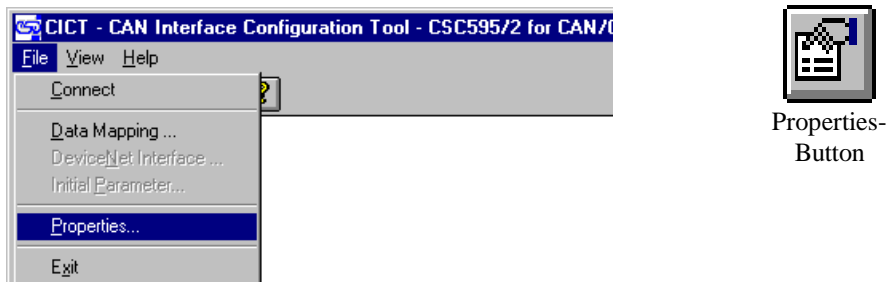 CICT - CAN Interface Configuration Tool - CSC595/2 for CAN/
File View Help
Connect
Data Mapping ...
DeviceNet Interface ...
Initial Parameter...
Properties...
Exit
Properties-
Button